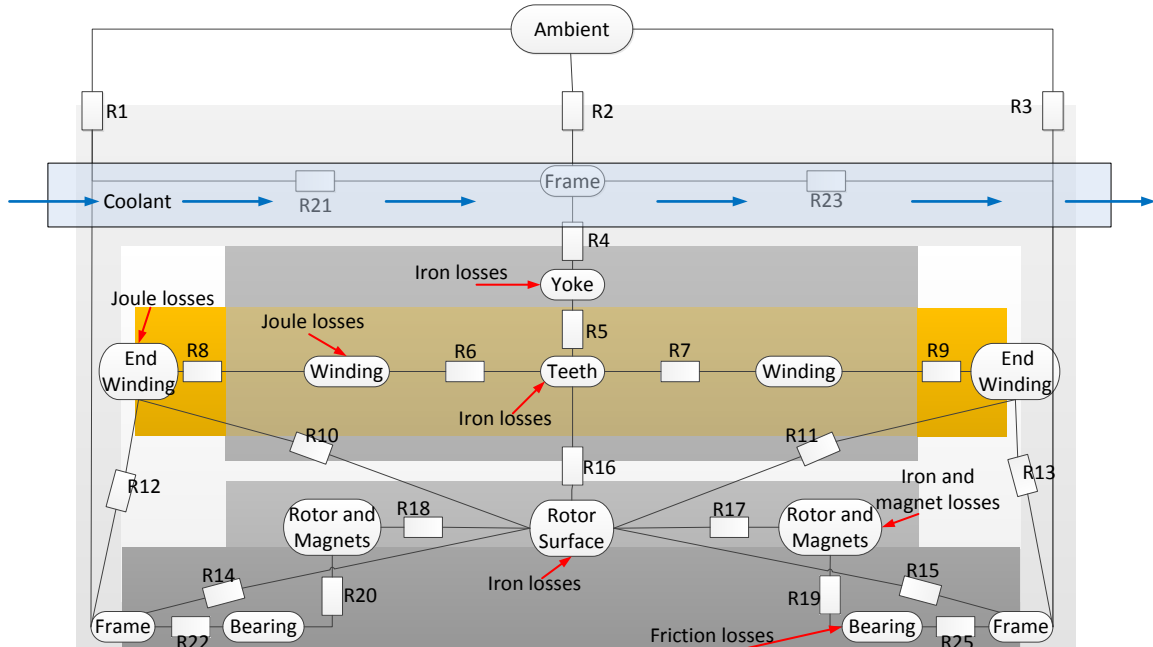 Ambient
R1
R2
R3
Frame
Coolant
R21
R23
R4
Iron losses
Yoke
Joule losses
Joule losses
R5
End
Winding
R8
Winding
R6
Teeth
R7
Winding
R9
End
Winding
Iron losses
R10
R11
R12
R16
R13
Iron and
magnet losses
Rotor and
Magnets
R18
Rotor
Surface
R17
Rotor and
Magnets
R14
Iron losses
R15
R20
R19
Frame
R22
Bearing
Friction losses
Bearing
R25
Frame